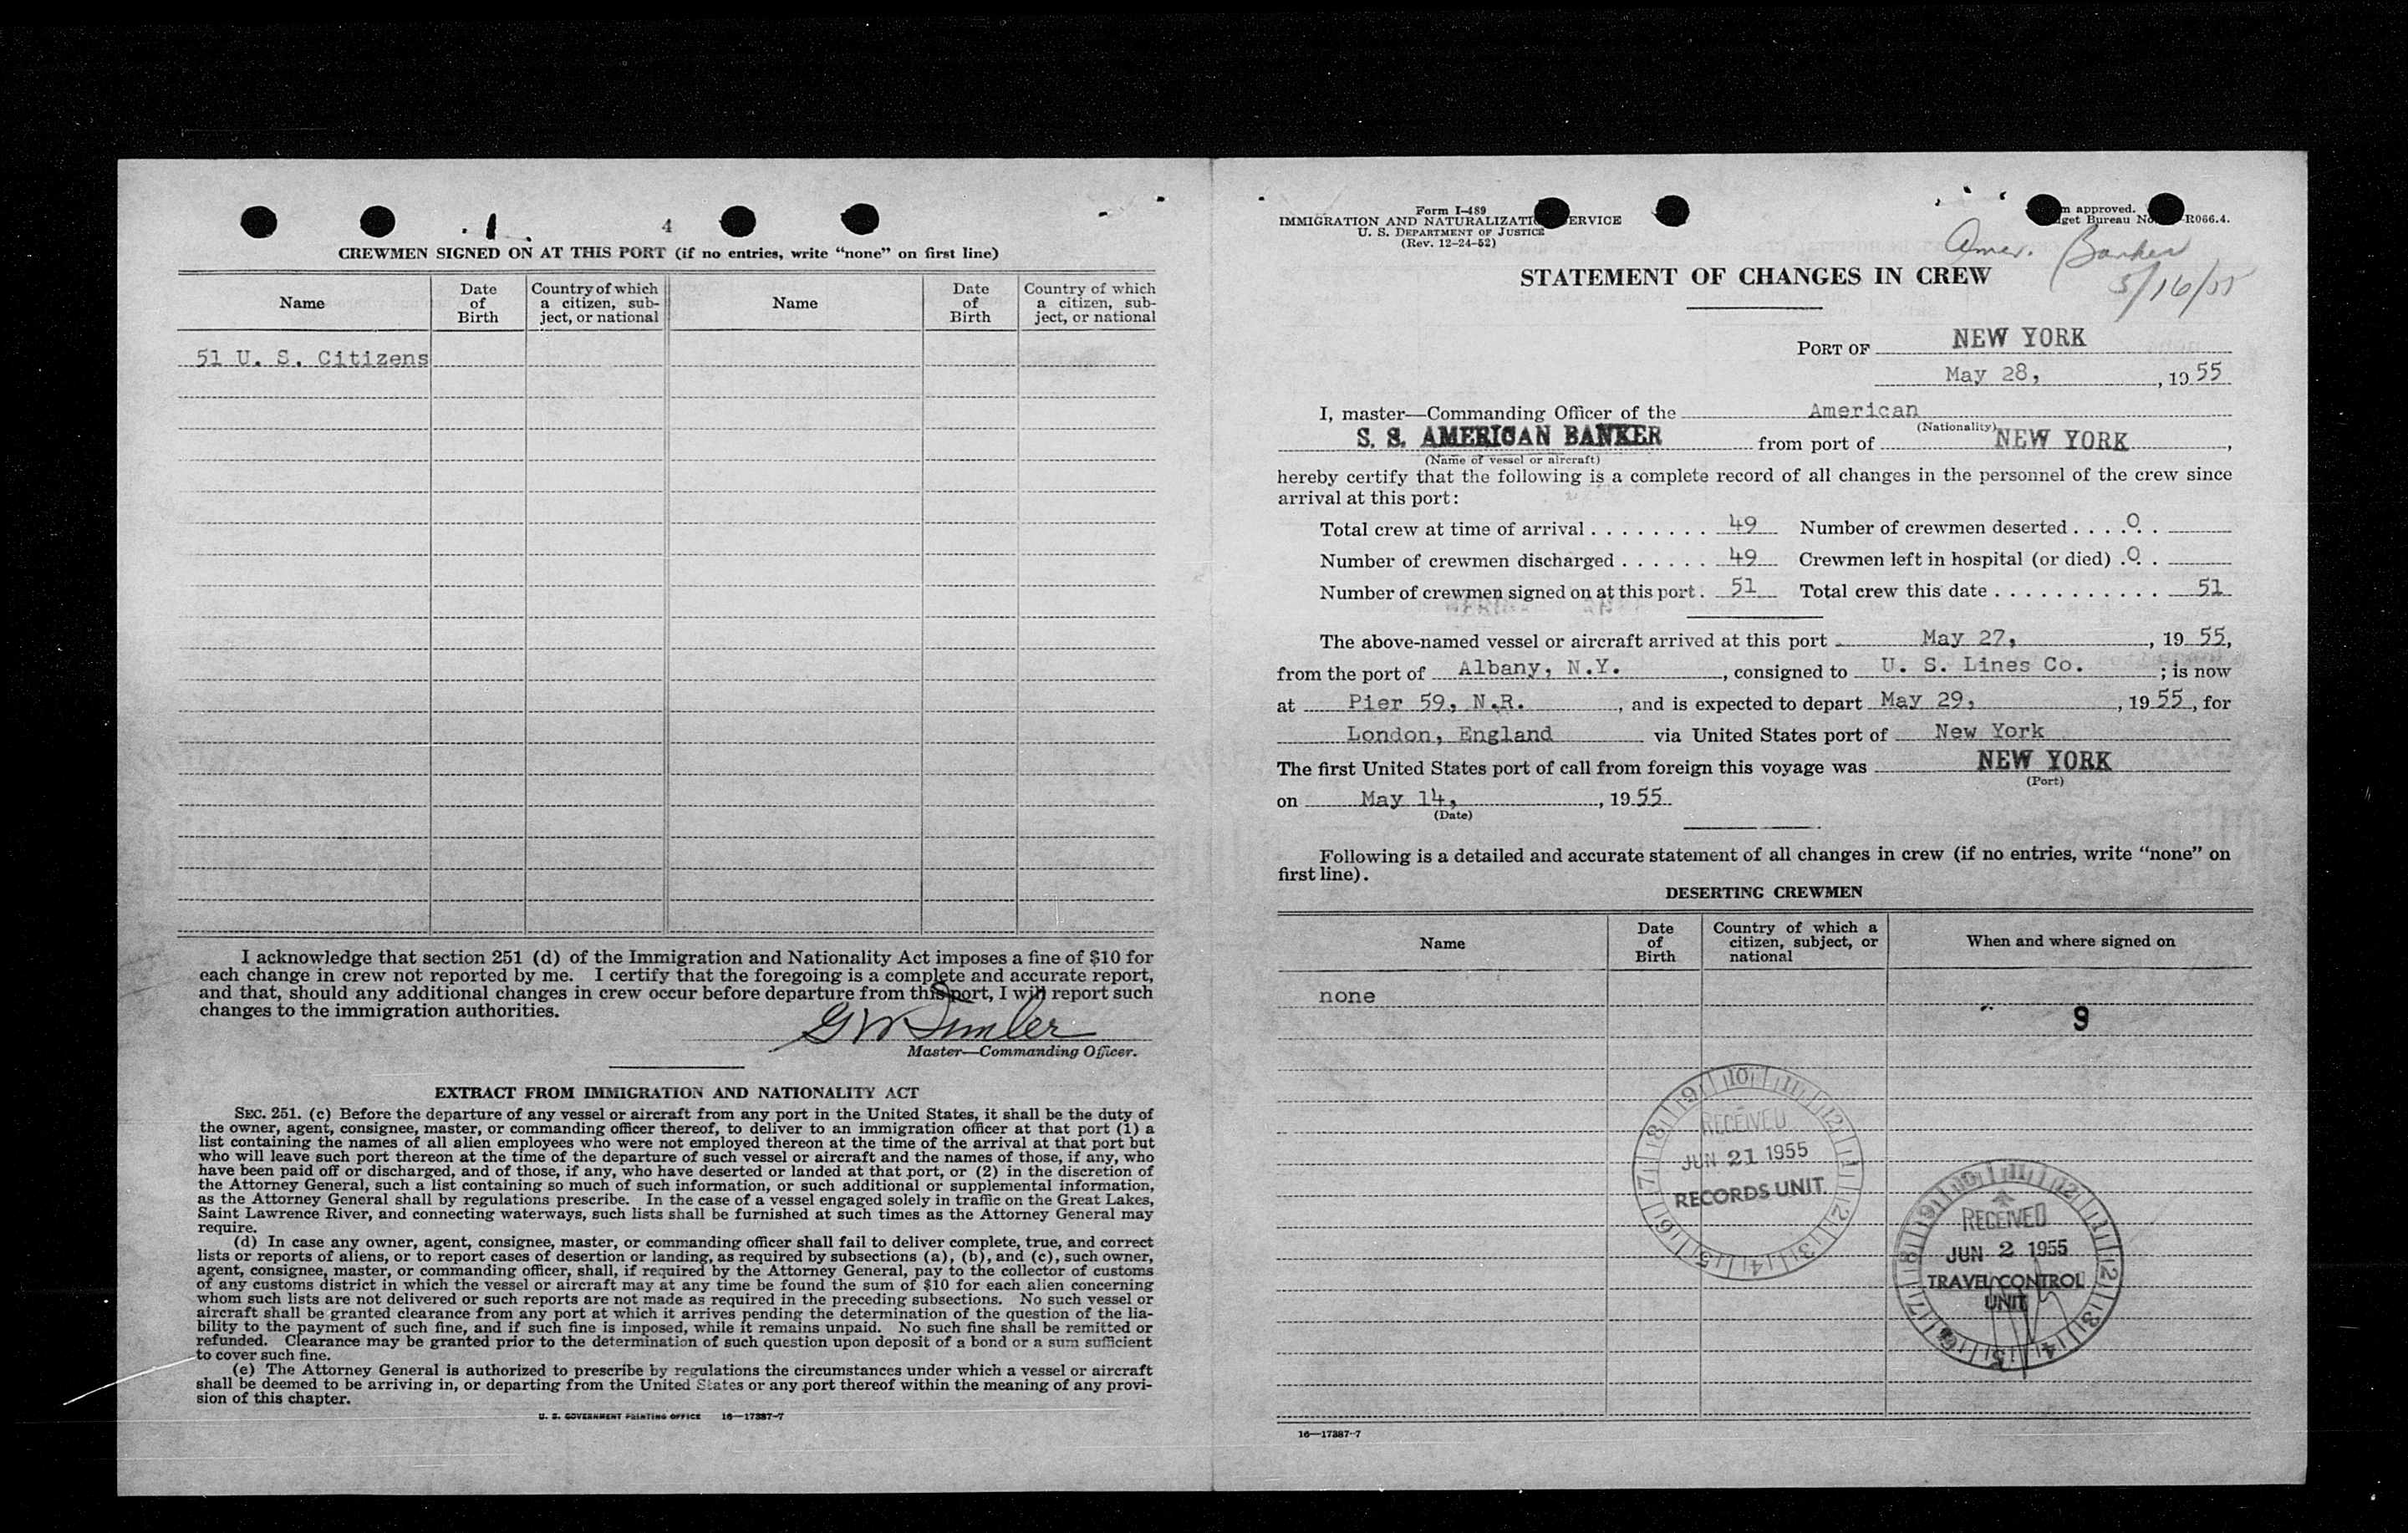 4
CREWMEN SIGNED ON AT THIS PORT (if no entries, write “none” on first line)
Name
Date of Birth
Country of which a citizen, subject, or national
Name
Date of Birth
Country of which a citizen, subject, or national
51 U. S. Citizens
I acknowledge that section 251 (d) of the Immigration and Nationality Act imposes a fine of $10 for
each change in crew not reported by me. I certify that the foregoing is a complete and accurate report,
and that, should any additional changes in crew occur before departure from this port, I will report such
changes to the immigration authorities.
Master—Commanding Officer.
EXTRACT FROM IMMIGRATION AND NATIONALITY ACT
SEC. 251. (c) Before the departure of any vessel or aircraft from any port in the United States, it shall be the duty of
the owner, agent, consignee, master, or commanding officer thereof, to deliver to an immigration officer at that port (1) a
list containing the names of all alien employees who were not employed thereon at the time of the arrival at that port but
who will leave such port thereon at the time of the departure of such vessel or aircraft and the names of those, if any, who
have been paid off or discharged, and of those, if any, who have deserted or landed at that port, or (2) in the discretion of
the Attorney General, such a list containing so much of such information, or such additional or supplemental information,
as the Attorney General shall by regulations prescribe. In the case of a vessel engaged solely in traffic on the Great Lakes,
Saint Lawrence River, and connecting waterways, such lists shall be furnished at such times as the Attorney General may
require.
(d) In case any owner, agent, consignee, master, or commanding officer shall fail to deliver complete, true, and correct
lists or reports of aliens, or to report cases of desertion or landing, as required by subsections (a), (b), and (c), such owner,
agent, consignee, master, or commanding officer, shall, if required by the Attorney General, pay to the collector of customs
of any customs district in which the vessel or aircraft may at any time be found the sum of $10 for each alien concerning
whom such lists are not delivered or such reports are not made as required in the preceding subsections. No such vessel or
aircraft shall be granted clearance from any port at which it arrives pending the determination of the question of the lia-
bility to the payment of such fine, and if such fine is imposed, while it remains unpaid. No such fine shall be remitted or
refunded. Clearance may be granted prior to the determination of such question upon deposit of a bond or a sum sufficient
to cover such fine.
(e) The Attorney General is authorized to prescribe by regulations the circumstances under which a vessel or aircraft
shall be deemed to be arriving in, or departing from the United States or any port thereof within the meaning of any provi-
sion of this chapter.
U. S. GOVERNMENT PRINTING OFFICE 16—17387-7
Form I-489
IMMIGRATION AND NATURALIZATION SERVICE
U. S. DEPARTMENT OF JUSTICE
(Rev. 12-24-52)
approved.
Bureau No. -R066.4.
Amer. Banker
5/16/55
STATEMENT OF CHANGES IN CREW
PORT OF NEW YORK
May 28, , 19 55
I, master—Commanding Officer of the American
(Nationality)
S. S. AMERICAN BANKER from port of NEW YORK,
(Name of vessel or aircraft)
hereby certify that the following is a complete record of all changes in the personnel of the crew since
arrival at this port:
Total crew at time of arrival . . . . . . . . 49 Number of crewmen deserted . . . . 0 . .
Number of crewmen discharged . . . . . . 49 Crewmen left in hospital (or died) . 0 . .
Number of crewmen signed on at this port . 51 Total crew this date . . . . . . . . . . . 51
The above-named vessel or aircraft arrived at this port May 27, , 19 55,
from the port of Albany, N.Y. , consigned to U. S. Lines Co. ; is now
at Pier 59, N.R. , and is expected to depart May 29, , 19 55 , for
London, England via United States port of New York
The first United States port of call from foreign this voyage was NEW YORK
(Port)
on May 14, , 19 55
(Date)
Following is a detailed and accurate statement of all changes in crew (if no entries, write “none” on
first line).
DESERTING CREWMEN
Name
Date of Birth
Country of which a citizen, subject, or national
When and where signed on
none
9
RECEIVED
JUN 21 1955
RECORDS UNIT
RECEIVED
JUN 2 1955
TRAVEL CONTROL
UNIT
16—17387-7